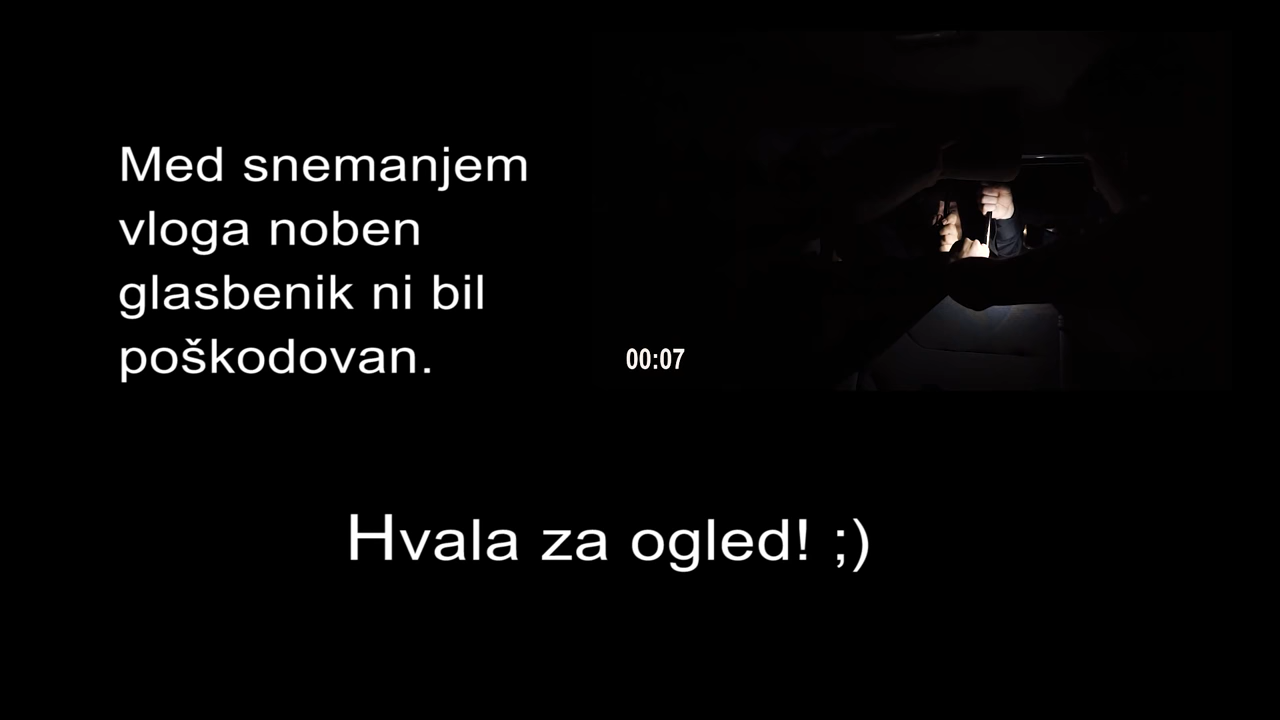 Med snemanjem
vloga noben
glasbenik ni bil
poškodovan.
00:07
Hvala za ogled! ;)